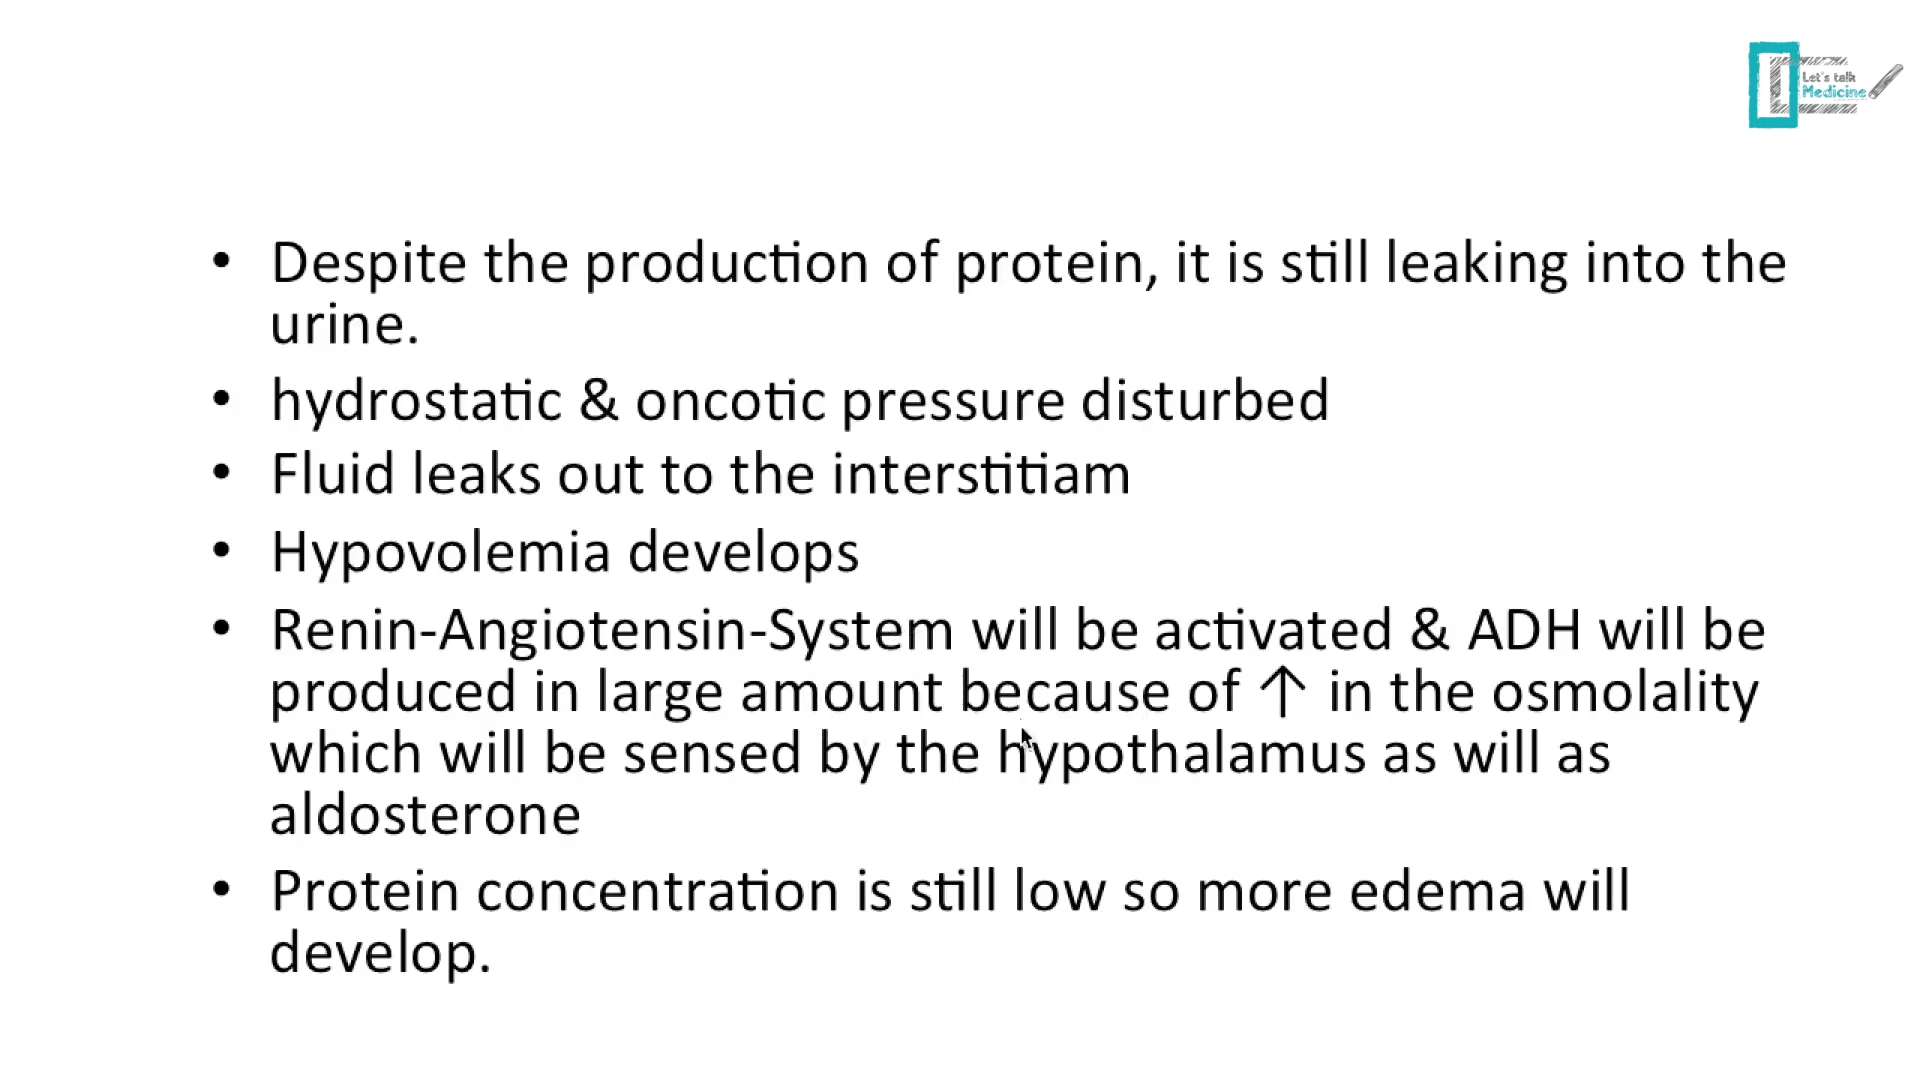 Let's talk
Medicine
• Despite the production of protein, it is still leaking into the
urine.
• hydrostatic & oncotic pressure disturbed
• Fluid leaks out to the interstitiam
• Hypovolemia develops
• Renin-Angiotensin-System will be activated & ADH will be
produced in large amount because of ↑ in the osmolality
which will be sensed by the hypothalamus as will as
aldosterone
• Protein concentration is still low so more edema will
develop.